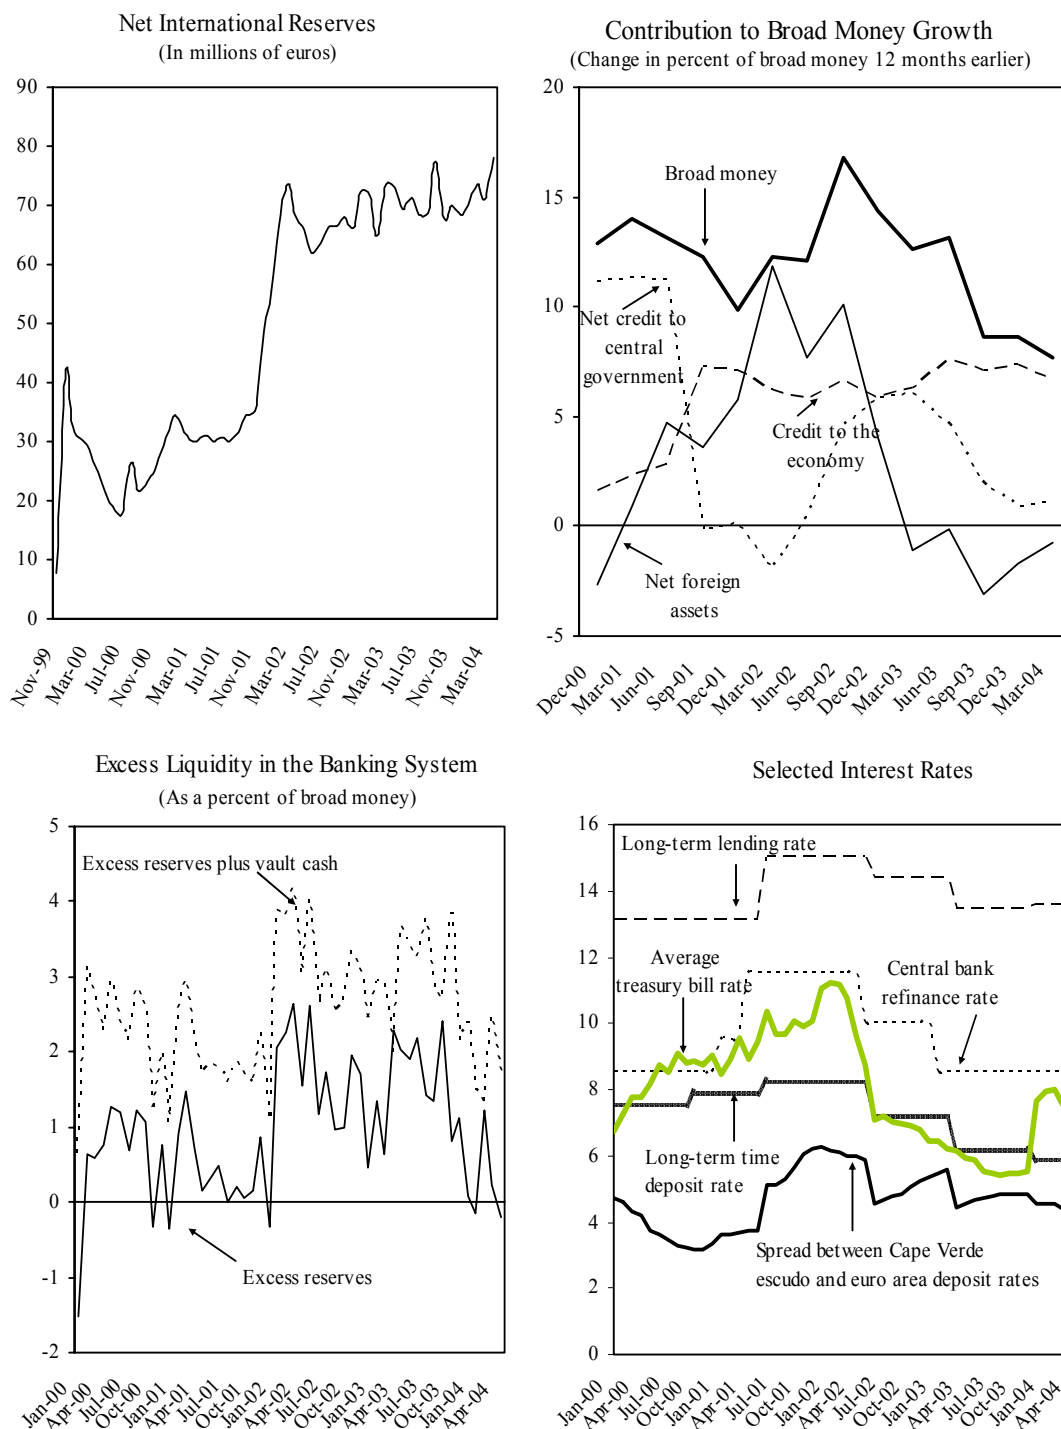 Net International Reserves
(In millions of euros)
90
80
70
60
50
40
30
20
10
0
Nov-99
Mar-00
Jul-00
Nov-00
Mar-01
Jul-01
Nov-01
Mar-02
Jul-02
Nov-02
Mar-03
Jul-03
Nov-03
Mar-04
Contribution to Broad Money Growth
(Change in percent of broad money 12 months earlier)
20
15
10
5
0
-5
Broad money
Net credit to
central
government
Credit to the
economy
Net foreign
assets
Dec-00
Mar-01
Jun-01
Sep-01
Dec-01
Mar-02
Jun-02
Sep-02
Dec-02
Mar-03
Jun-03
Sep-03
Dec-03
Mar-04
Excess Liquidity in the Banking System
(As a percent of broad money)
5
4
3
2
1
0
-1
-2
Excess reserves plus vault cash
Excess reserves
Jan-00
Apr-00
Jul-00
Oct-00
Jan-01
Apr-01
Jul-01
Oct-01
Jan-02
Apr-02
Jul-02
Oct-02
Jan-03
Apr-03
Jul-03
Oct-03
Jan-04
Apr-04
Selected Interest Rates
16
14
12
10
8
6
4
2
0
Long-term lending rate
Average
treasury bill rate
Central bank
refinance rate
Long-term time
deposit rate
Spread between Cape Verde
escudo and euro area deposit rates
Jan-00
Apr-00
Jul-00
Oct-00
Jan-01
Apr-01
Jul-01
Oct-01
Jan-02
Apr-02
Jul-02
Oct-02
Jan-03
Apr-03
Jul-03
Oct-03
Jan-04
Apr-04